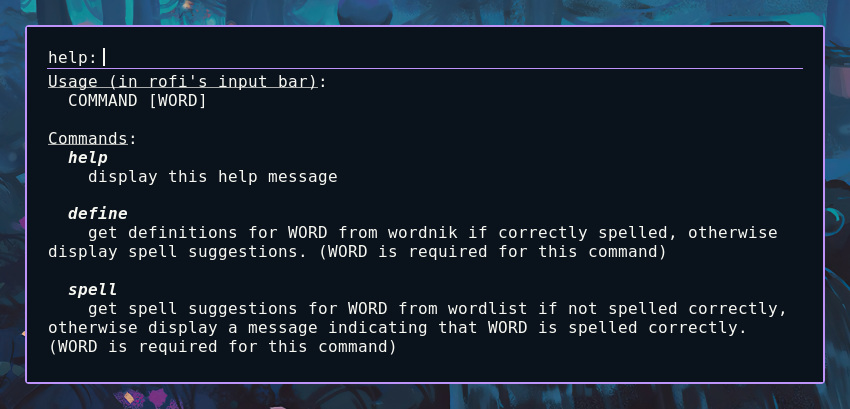 help:
Usage (in rofi's input bar):
COMMAND [WORD]
Commands:
help
display this help message
define
get definitions for WORD from wordnik if correctly spelled, otherwise
display spell suggestions. (WORD is required for this command)
spell
get spell suggestions for WORD from wordlist if not spelled correctly,
otherwise display a message indicating that WORD is spelled correctly.
(WORD is required for this command)